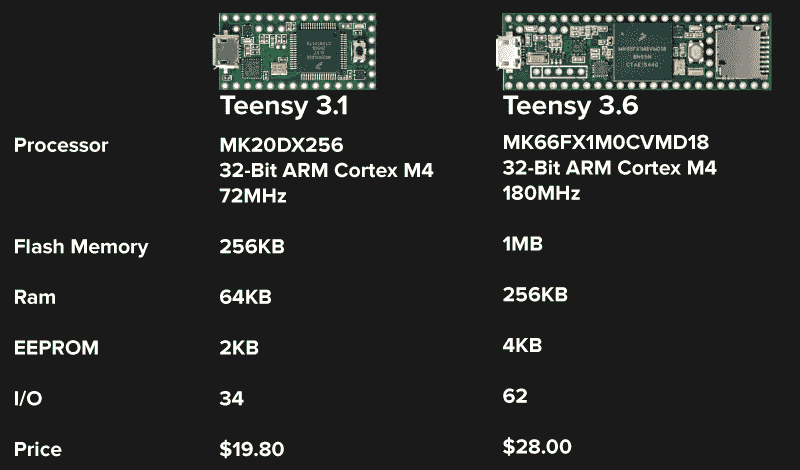 Teensy 3.1
Teensy 3.6
Processor
MK20DX256
32-Bit ARM Cortex M4
72MHz
MK66FX1M0CVMD18
32-Bit ARM Cortex M4
180MHz
Flash Memory
256KB
1MB
Ram
64KB
256KB
EEPROM
2KB
4KB
I/O
34
62
Price
$19.80
$28.00